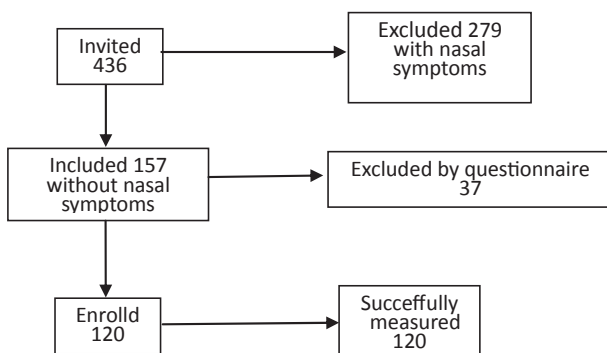 Invited
436
Excluded 279
with nasal
symptoms
Included 157
without nasal
symptoms
Excluded by questionnaire
37
Enrolld
120
Succeffully
measured
120